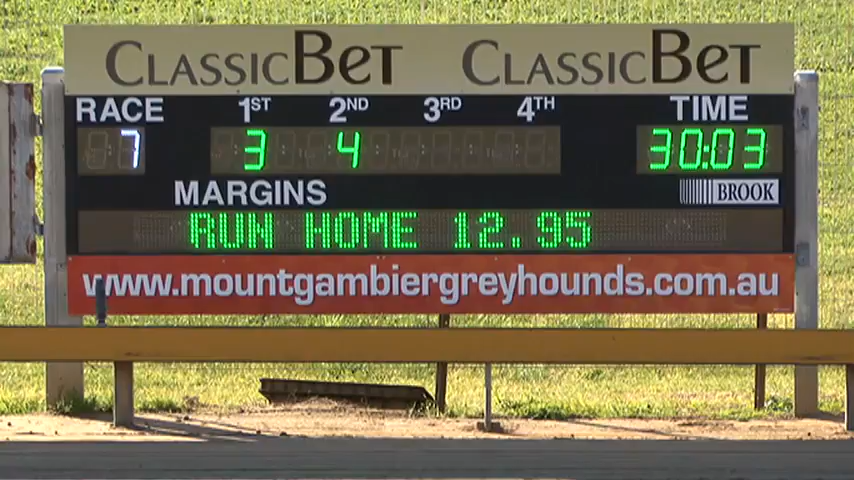 CLASSICBET CLASSICBET
RACE 1ST 2ND 3RD 4TH TIME
7 3 4 30:03
MARGINS BROOK
RUN HOME 12.95
www.mountgambiergreyhounds.com.au